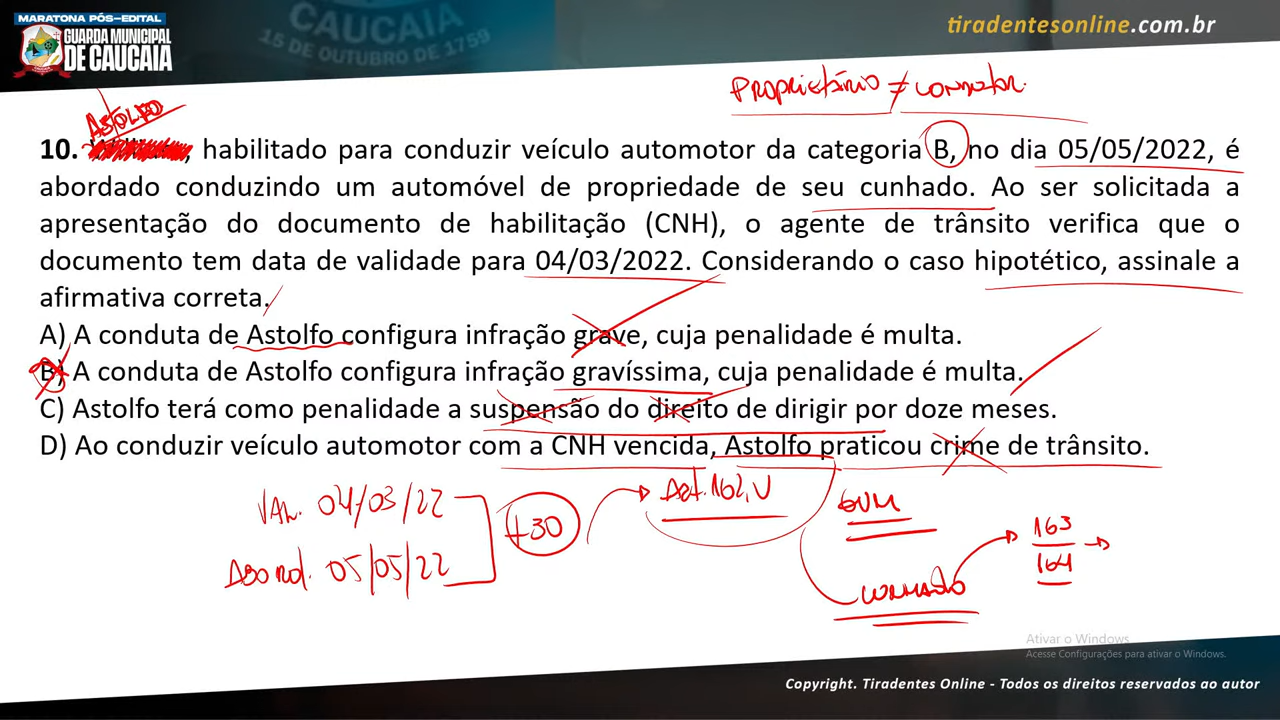 MARATONA PÓS-EDITAL
GUARDA MUNICIPAL
DE CAUCAIA
CAUCAIA
15 DE OUTUBRO DE 1759
tiradentesonline.com.br
PROPRIETÁRIO ≠ CONDUTOR
ASTOLFO
10. , habilitado para conduzir veículo automotor da categoria B, no dia 05/05/2022, é
abordado conduzindo um automóvel de propriedade de seu cunhado. Ao ser solicitada a
apresentação do documento de habilitação (CNH), o agente de trânsito verifica que o
documento tem data de validade para 04/03/2022. Considerando o caso hipotético, assinale a
afirmativa correta.
A) A conduta de Astolfo configura infração grave, cuja penalidade é multa.
B) A conduta de Astolfo configura infração gravíssima, cuja penalidade é multa.
C) Astolfo terá como penalidade a suspensão do direito de dirigir por doze meses.
D) Ao conduzir veículo automotor com a CNH vencida, Astolfo praticou crime de trânsito.
VAL. 04/03/22
Abord. 05/05/22
+30
Art. 162, V
GVM
CUNHADO
163
164
Ativar o Windows
Acesse Configurações para ativar o Windows.
Copyright. Tiradentes Online - Todos os direitos reservados ao autor